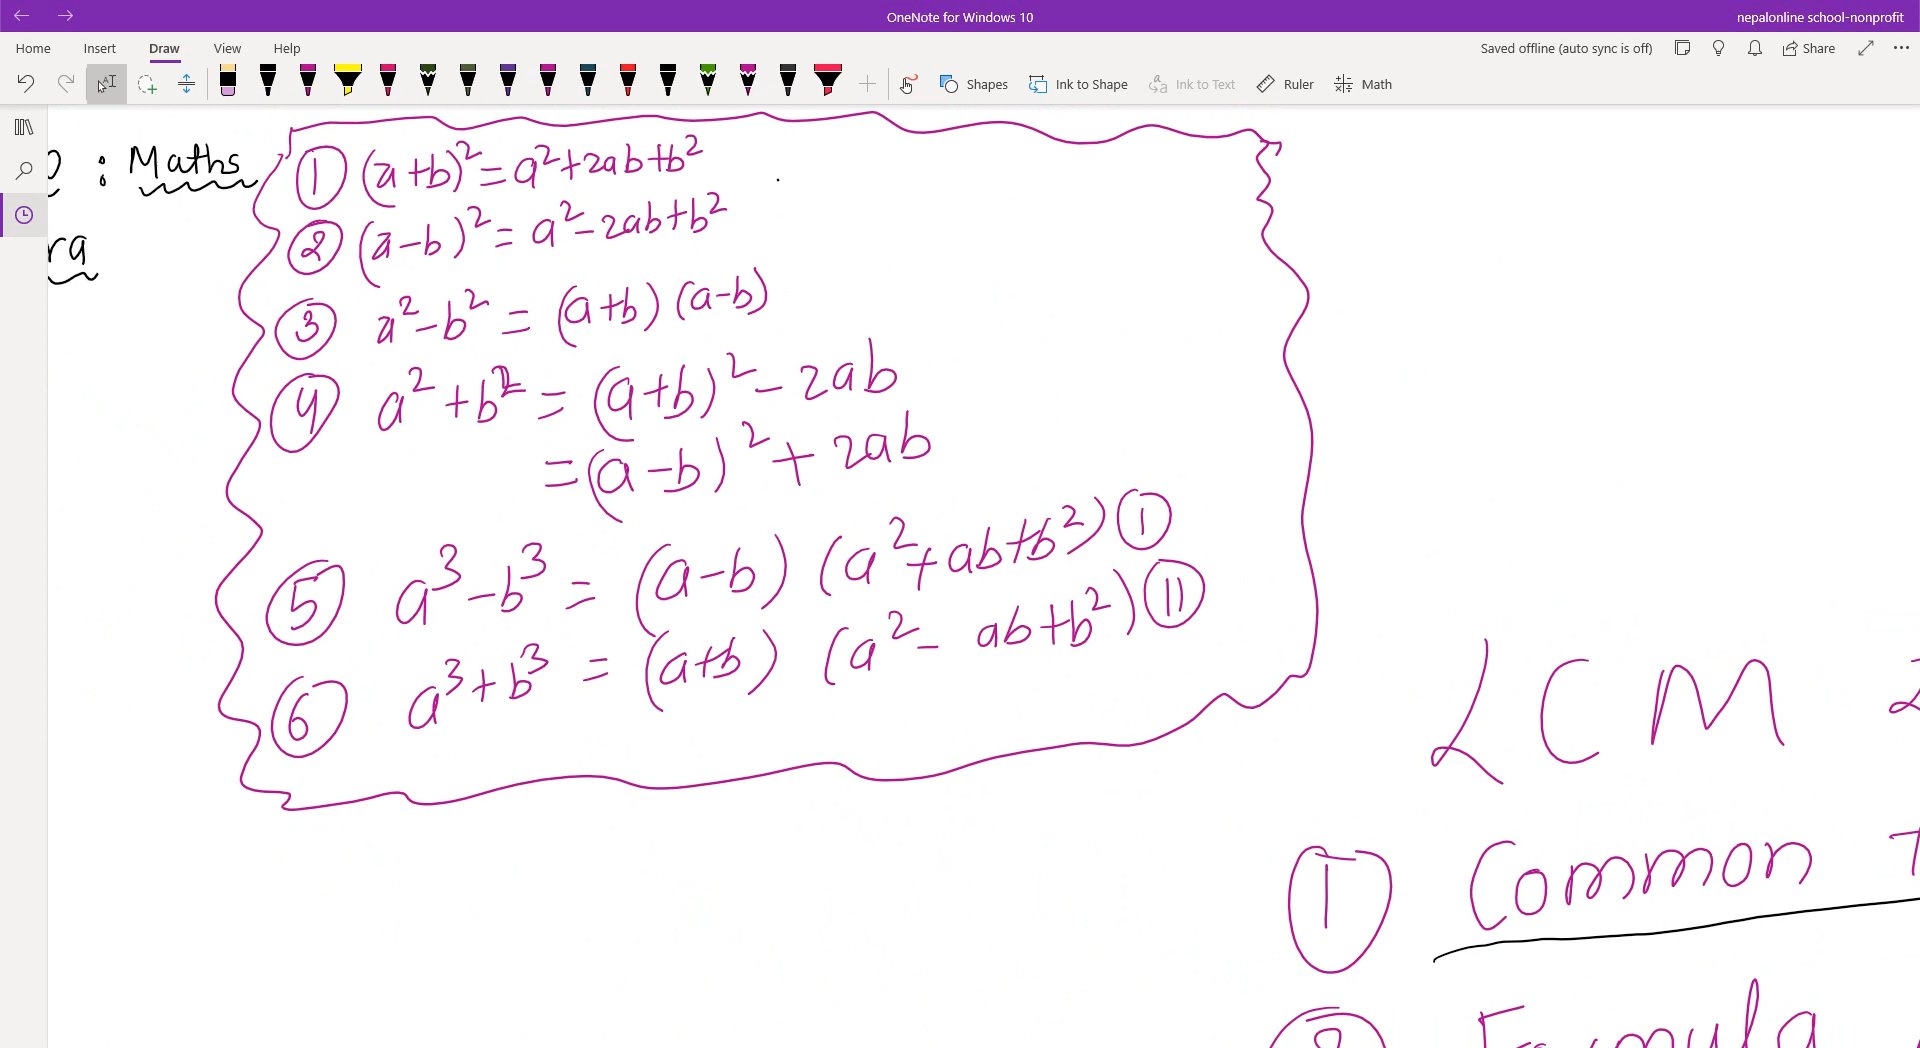 OneNote for Windows 10
nepalonline school-nonprofit
Home Insert Draw View Help
Saved offline (auto sync is off) Share
Shapes Ink to Shape Ink to Text Ruler Math
: Maths
ra
① (a+b)² = a²+2ab+b²
② (a-b)² = a²-2ab+b²
③ a²-b² = (a+b) (a-b)
④ a²+b² = (a+b)² - 2ab
= (a-b)² + 2ab
⑤ a³-b³ = (a-b) (a²+ab+b²) Ⓘ
⑥ a³+b³ = (a+b) (a²- ab+b²) II
LCM
① Common
② Formula